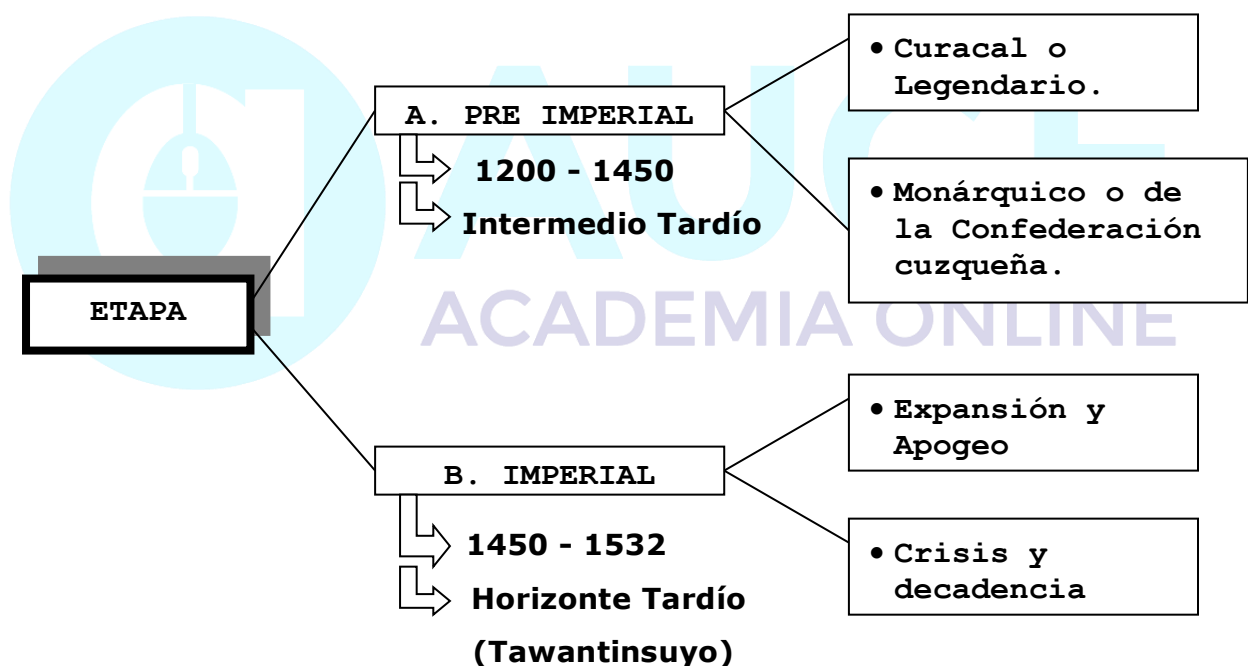 ETAPA
A. PRE IMPERIAL
1200 - 1450
Intermedio Tardío
• Curacal o
Legendario.
• Monárquico o de
la Confederación
cuzqueña.
B. IMPERIAL
1450 - 1532
Horizonte Tardío
(Tawantinsuyo)
• Expansión y
Apogeo
• Crisis y
decadencia
ACADEMIA ONLINE